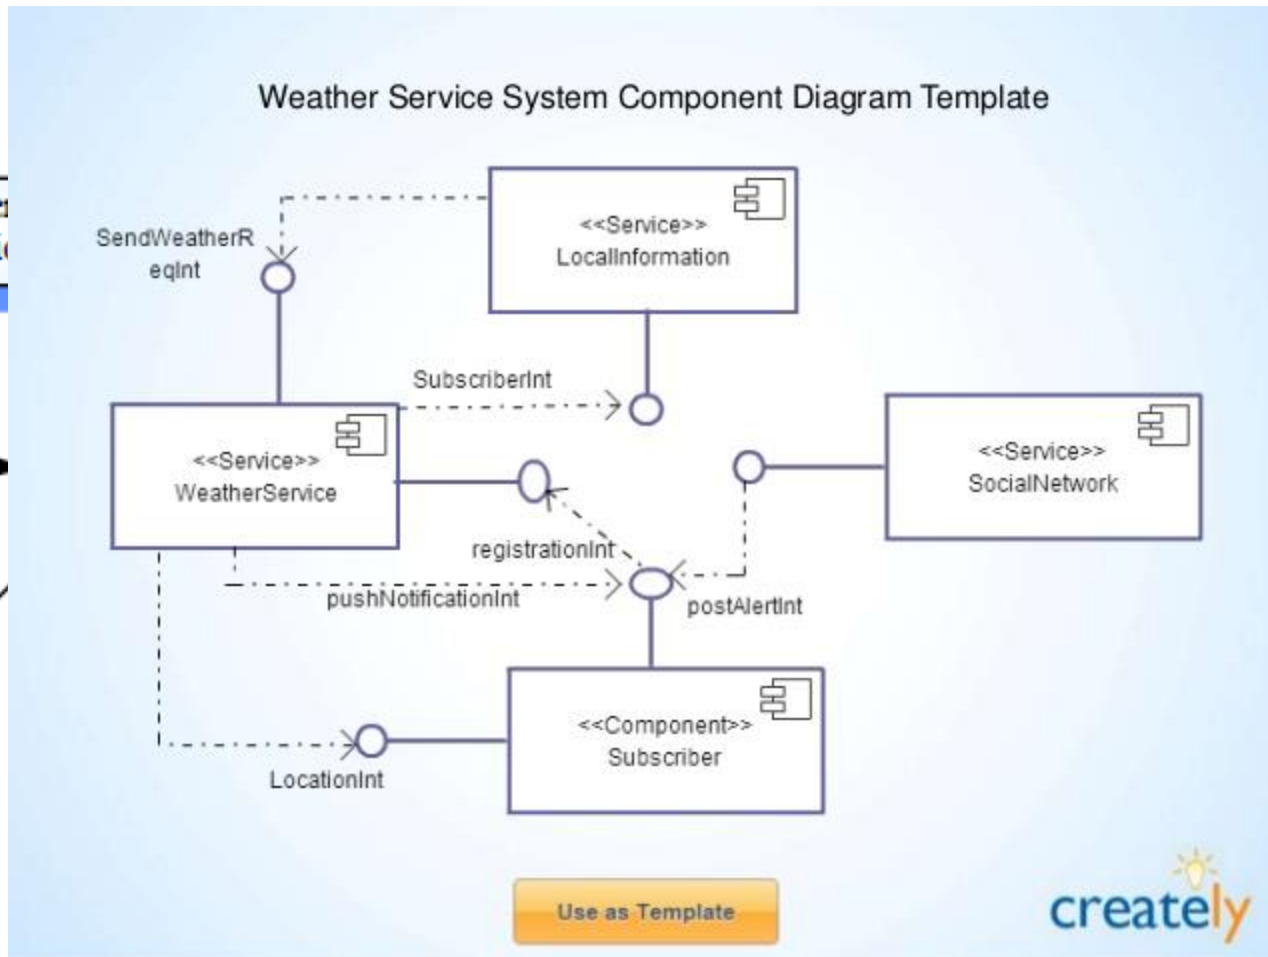 Weather Service System Component Diagram Template
<<Service>>
LocalInformation
SendWeatherR
eqInt
SubscriberInt
<<Service>>
WeatherService
<<Service>>
SocialNetwork
registrationInt
pushNotificationInt
postAlertInt
<<Component>>
Subscriber
LocationInt
Use as Template
creately